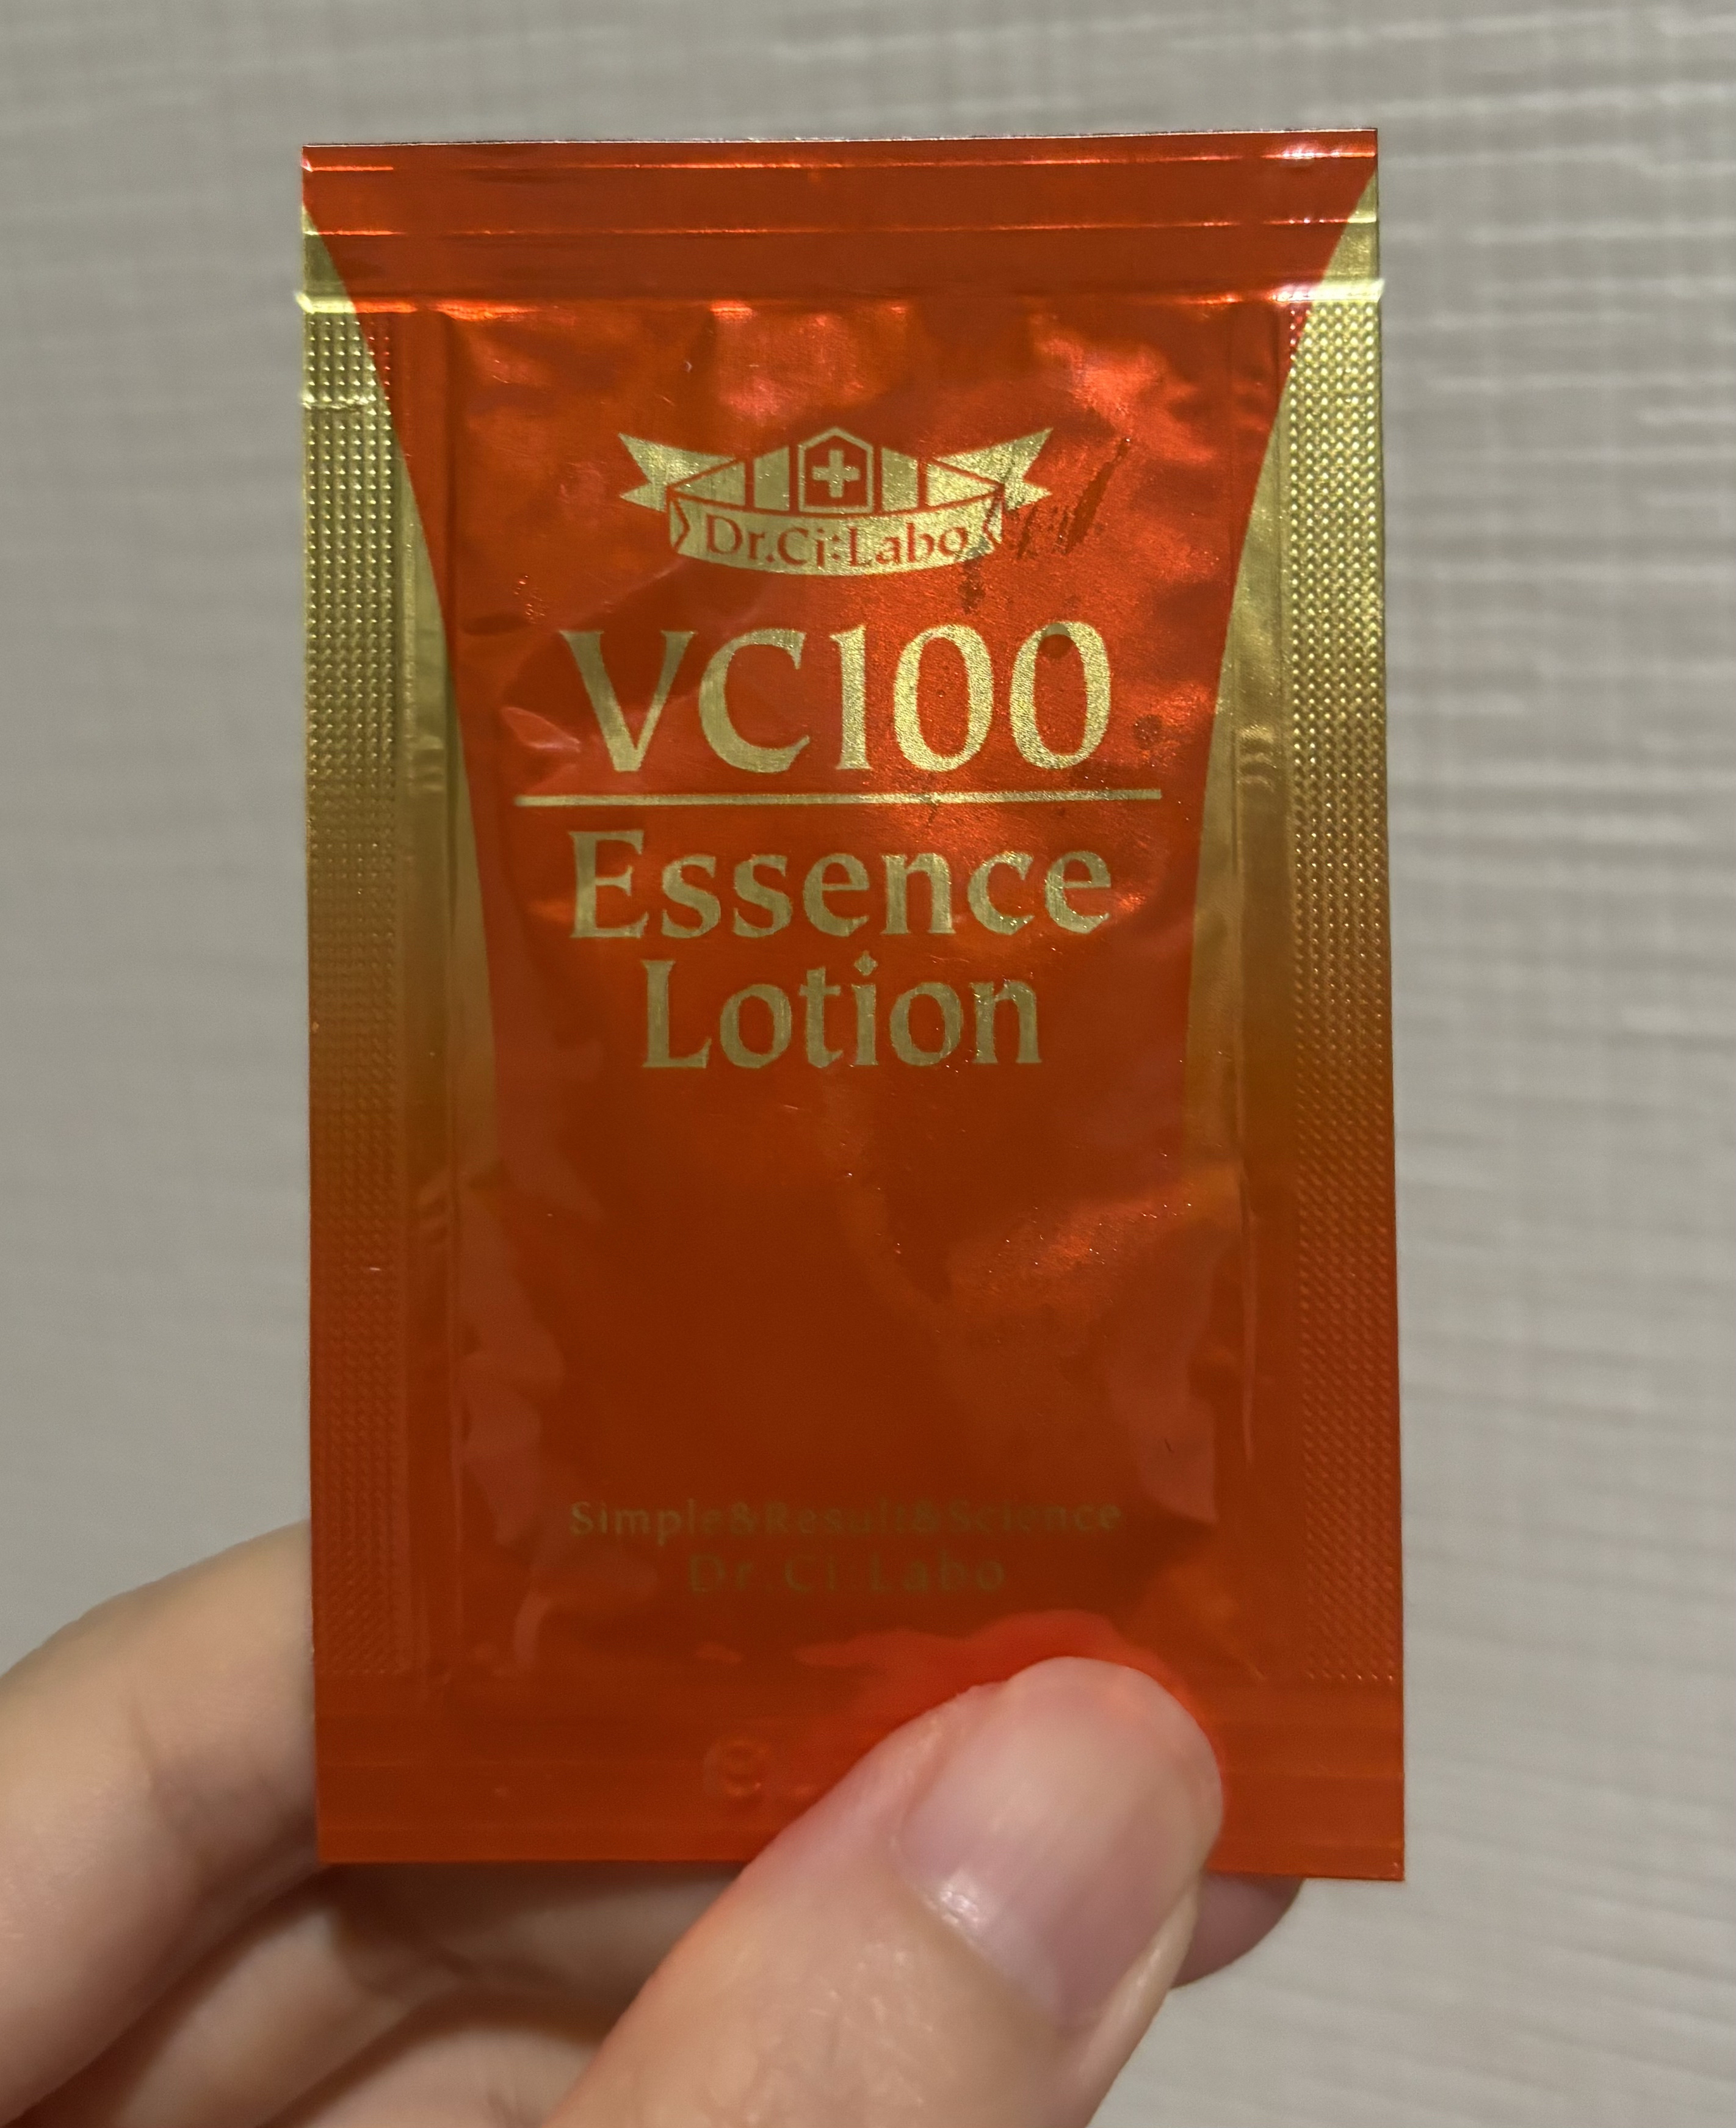 Dr.Ci:Labo
VC100
Essence
Lotion
Simple&Result&Science
Dr.Ci:Labo